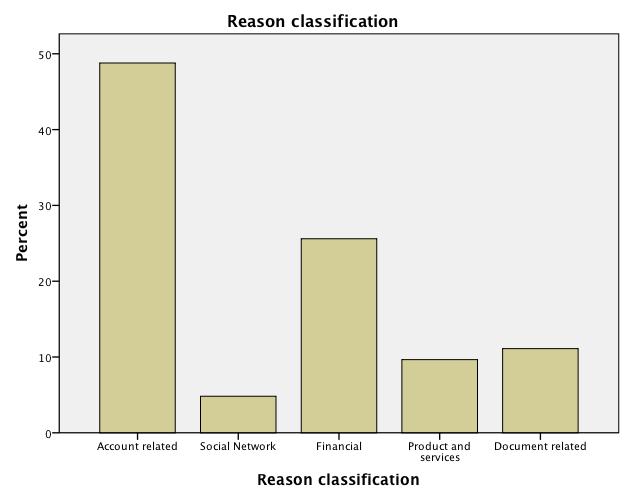 Reason classification
Percent
50
40
30
20
10
0
Account related
Social Network
Financial
Product and
services
Document related
Reason classification